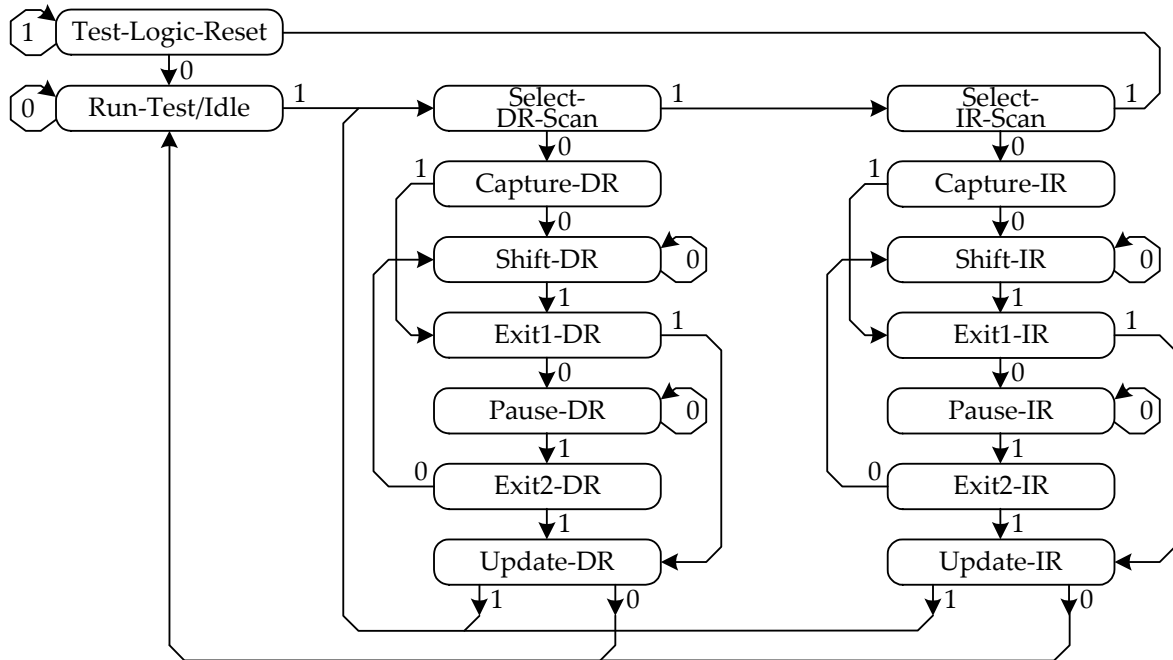 1
Test-Logic-Reset
0
0
Run-Test/Idle
1
Select-
DR-Scan
1
Select-
IR-Scan
1
0
0
1
Capture-DR
1
Capture-IR
0
0
Shift-DR
0
Shift-IR
0
1
1
Exit1-DR
1
Exit1-IR
1
0
0
Pause-DR
0
Pause-IR
0
1
1
0
Exit2-DR
0
Exit2-IR
1
1
Update-DR
Update-IR
1
0
1
0